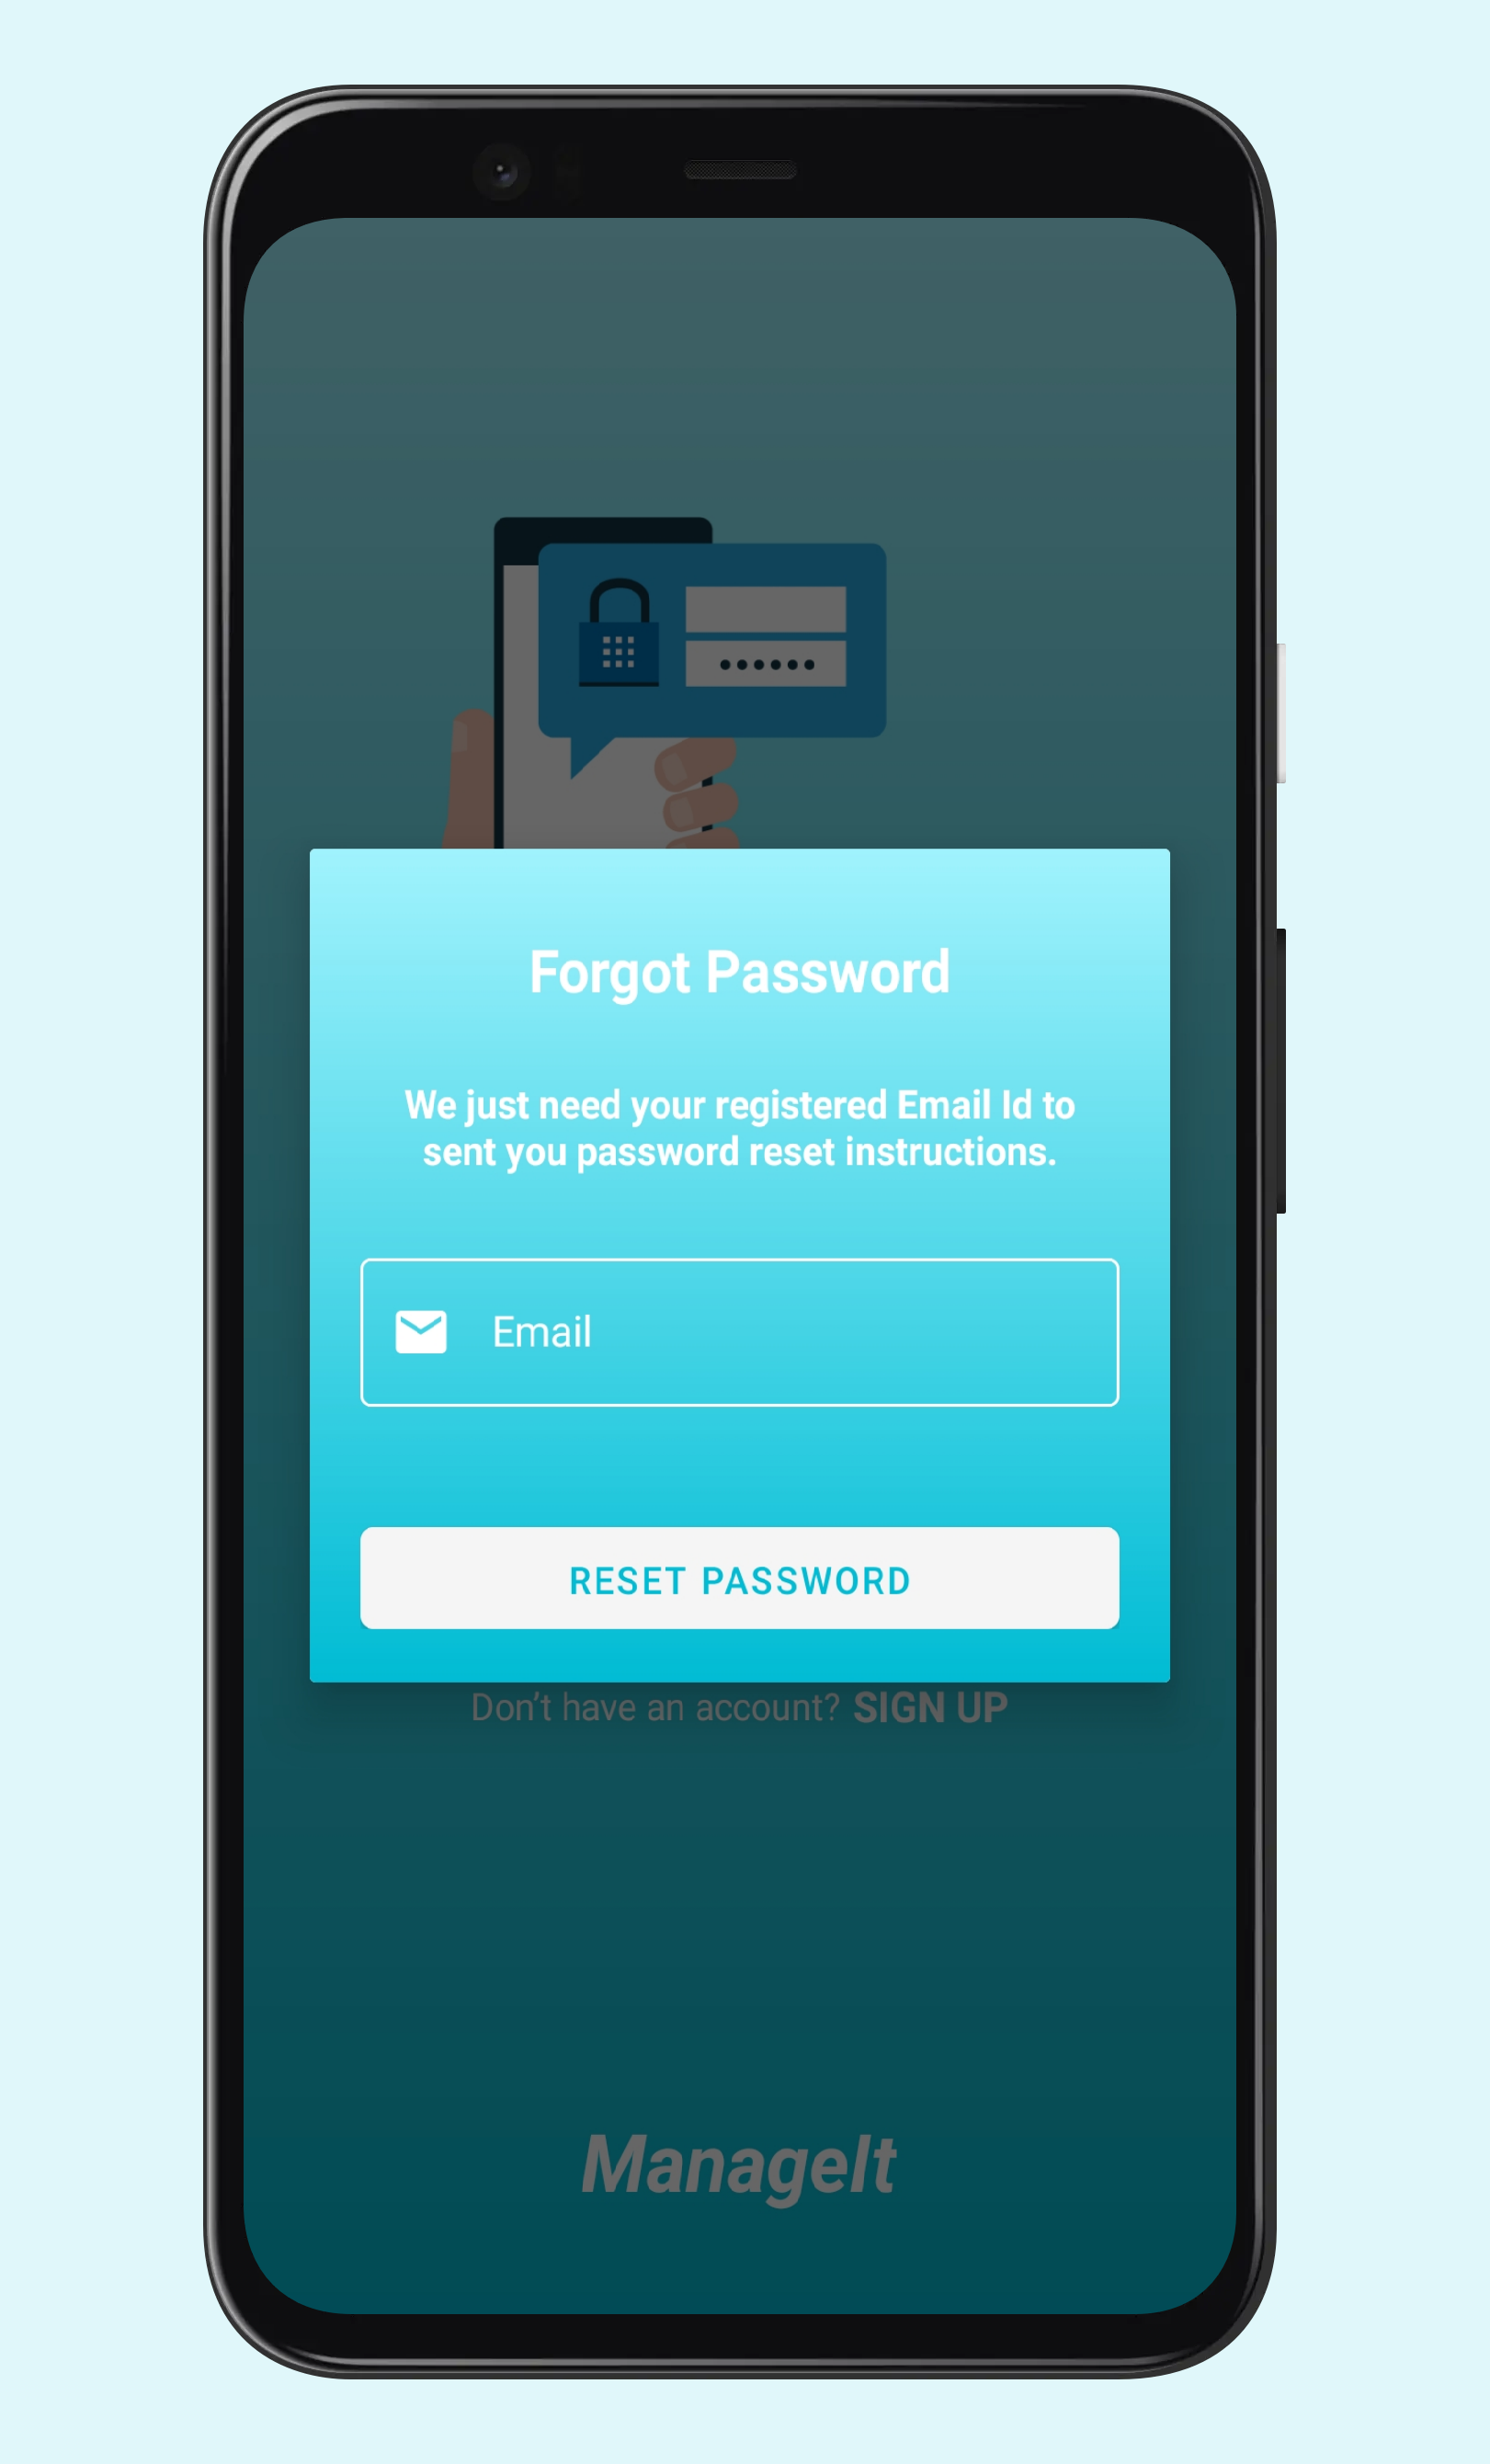 Forgot Password
We just need your registered Email Id to
sent you password reset instructions.
Email
RESET PASSWORD
Don't have an account? SIGN UP
ManageIt